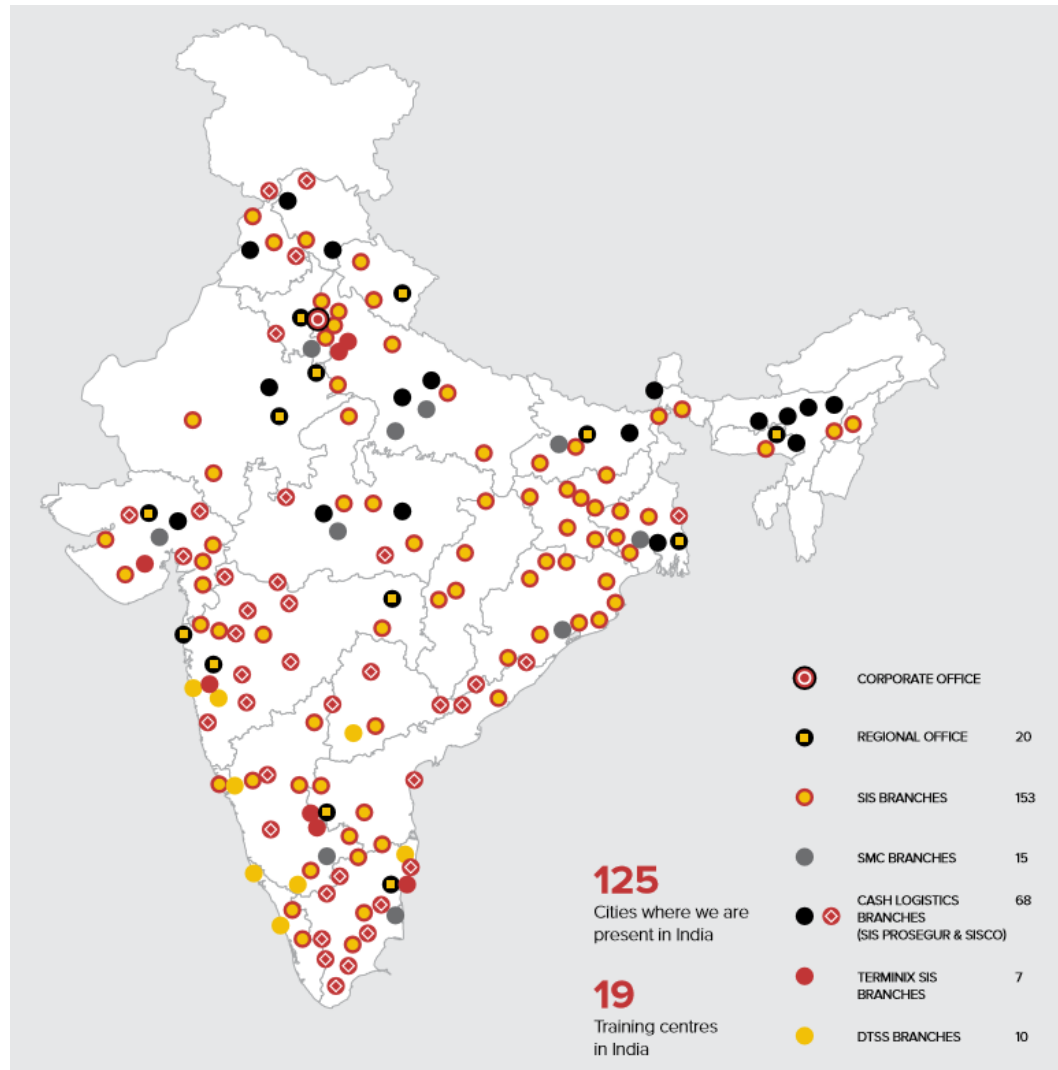 CORPORATE OFFICE
REGIONAL OFFICE 20
SIS BRANCHES 153
SMC BRANCHES 15
CASH LOGISTICS 68
BRANCHES
(SIS PROSEGUR & SISCO)
TERMINIX SIS 7
BRANCHES
DTSS BRANCHES 10
125
Cities where we are
present in India
19
Training centres
in India